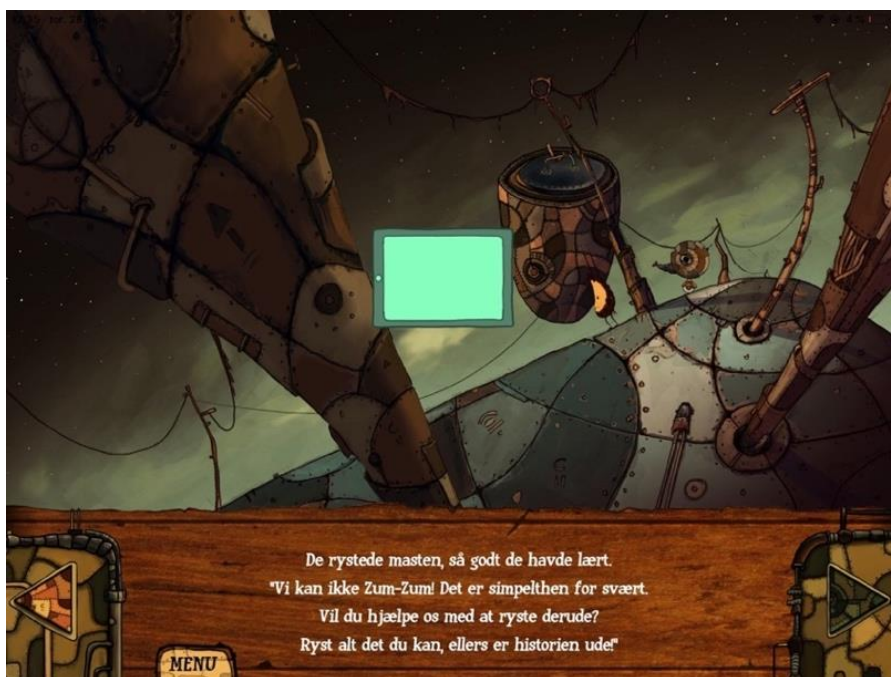 De rystede masten, så godt de havde lært.
"Vi kan ikke Zum-Zum! Det er simpelthen for svært.
Vil du hjælpe os med at ryste derude?
Ryst alt det du kan, ellers er historien ude!"
MENU